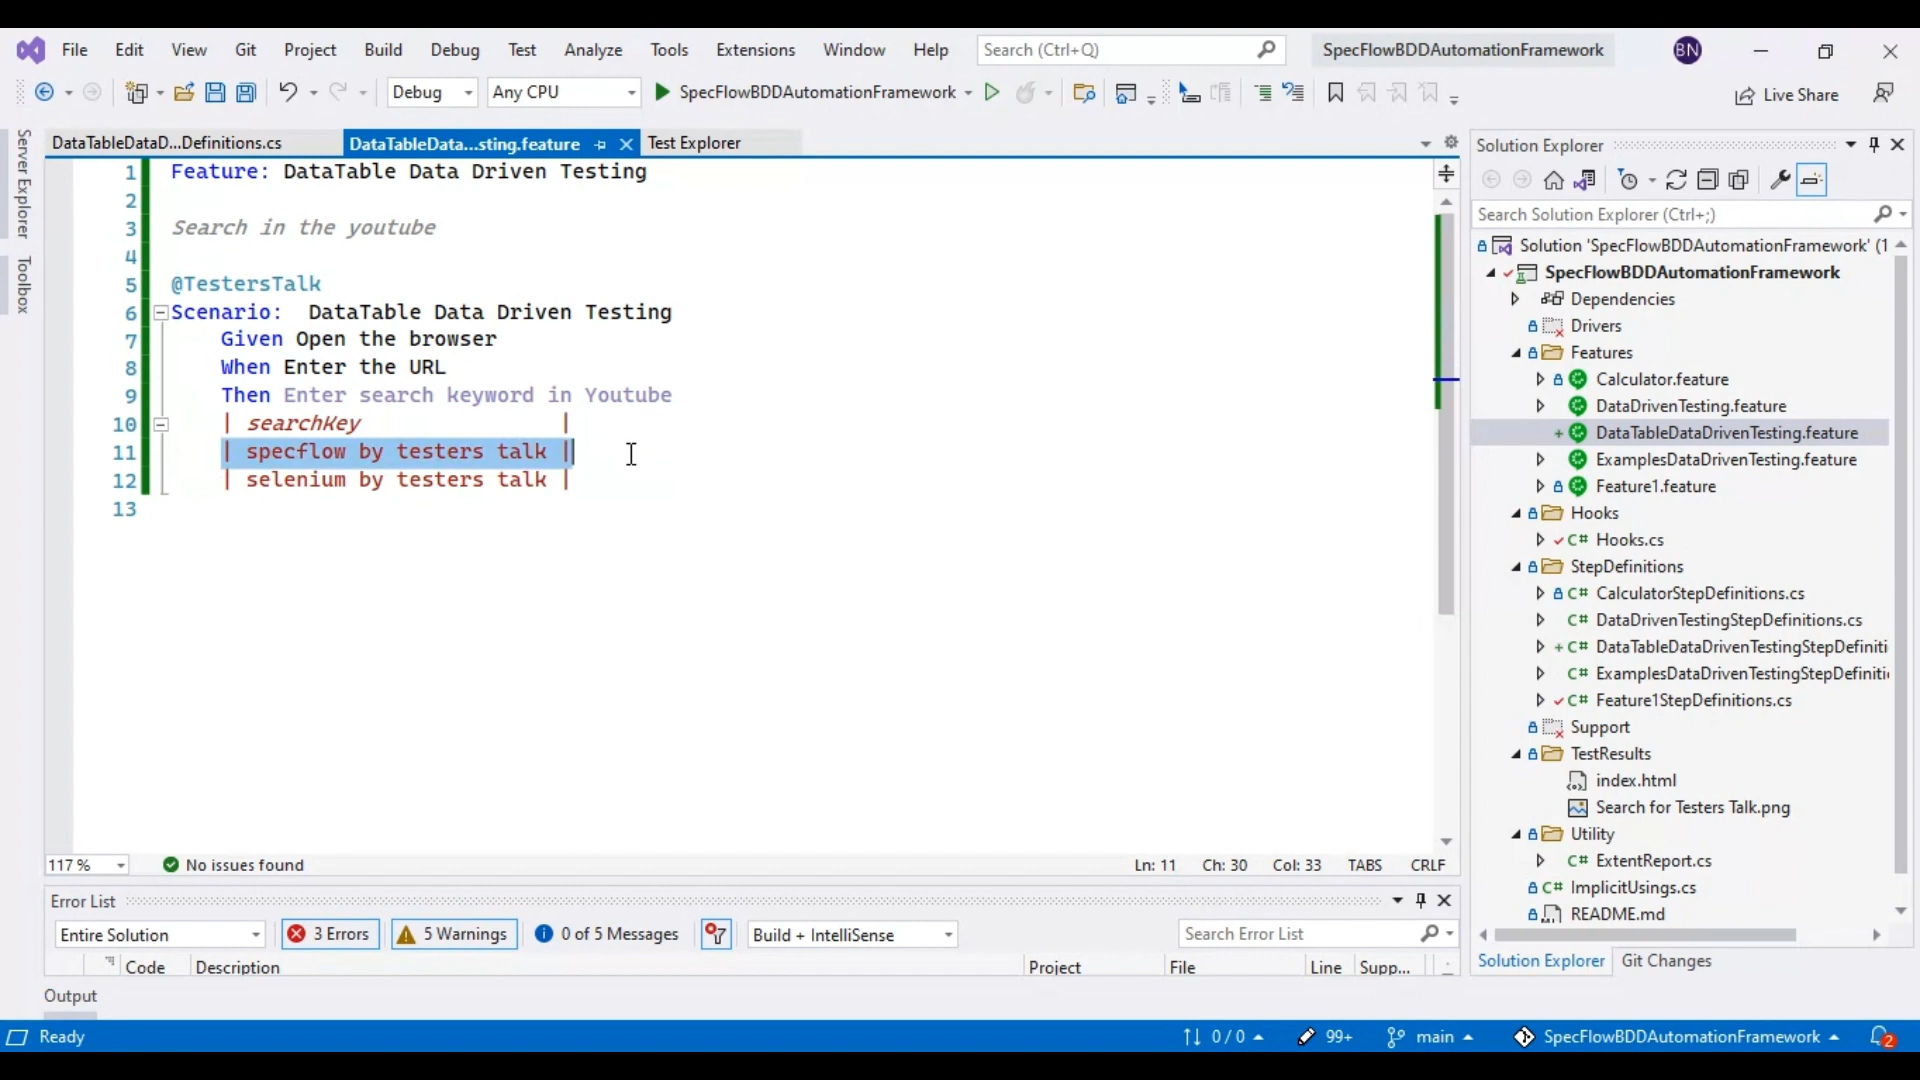 File Edit View Git Project Build Debug Test Analyze Tools Extensions Window Help Search (Ctrl+Q) SpecFlowBDDAutomationFramework BN
Debug Any CPU SpecFlowBDDAutomationFramework Live Share
Server Explorer
Toolbox
DataTableDataD...Definitions.cs DataTableData...sting.feature Test Explorer
1 Feature: DataTable Data Driven Testing
2
3 Search in the youtube
4
5 @TestersTalk
6 Scenario: DataTable Data Driven Testing
7 Given Open the browser
8 When Enter the URL
9 Then Enter search keyword in Youtube
10 | searchKey |
11 | specflow by testers talk |
12 | selenium by testers talk |
13
117 % No issues found Ln: 11 Ch: 30 Col: 33 TABS CRLF
Error List
Entire Solution 3 Errors 5 Warnings 0 of 5 Messages Build + IntelliSense Search Error List
Code Description Project File Line Supp...
Output
Solution Explorer
Search Solution Explorer (Ctrl+;)
Solution 'SpecFlowBDDAutomationFramework' (1
SpecFlowBDDAutomationFramework
Dependencies
Drivers
Features
Calculator.feature
DataDrivenTesting.feature
DataTableDataDrivenTesting.feature
ExamplesDataDrivenTesting.feature
Feature1.feature
Hooks
C# Hooks.cs
StepDefinitions
C# CalculatorStepDefinitions.cs
C# DataDrivenTestingStepDefinitions.cs
C# DataTableDataDrivenTestingStepDefiniti
C# ExamplesDataDrivenTestingStepDefiniti
C# Feature1StepDefinitions.cs
Support
TestResults
index.html
Search for Testers Talk.png
Utility
C# ExtentReport.cs
C# ImplicitUsings.cs
README.md
Solution Explorer Git Changes
Ready 0 / 0 99+ main SpecFlowBDDAutomationFramework 2